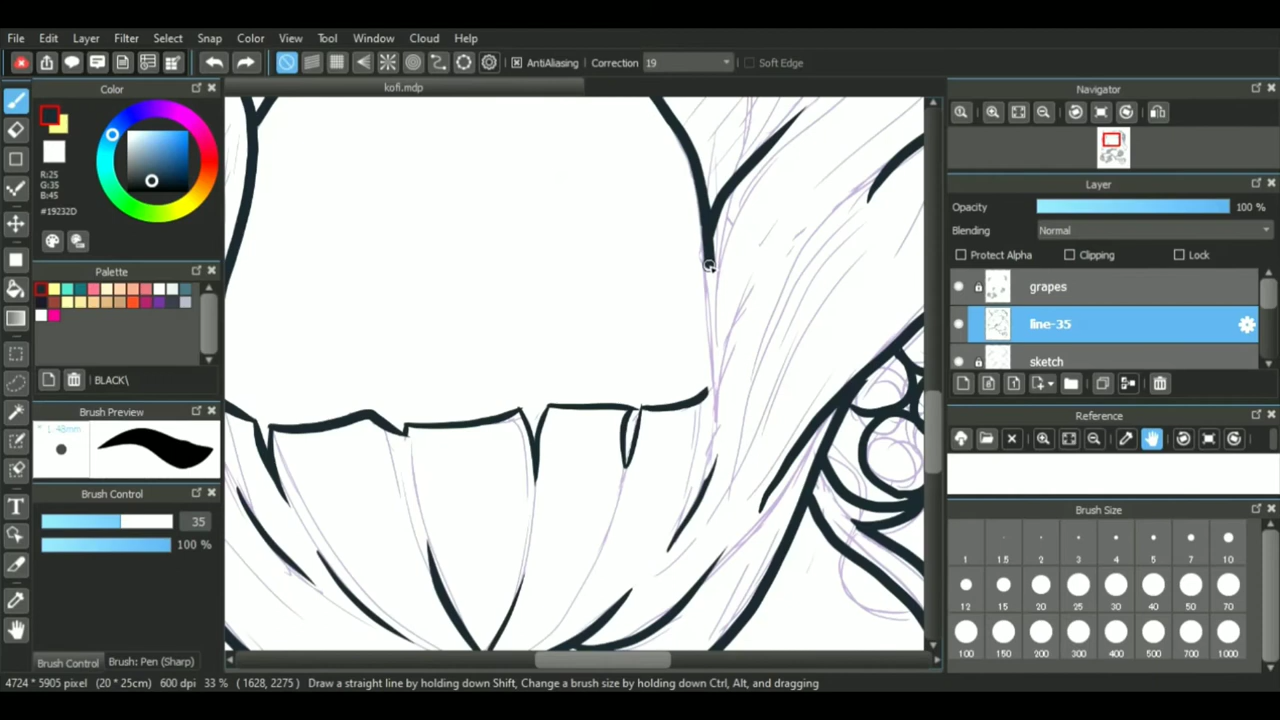 File Edit Layer Filter Select Snap Color View Tool Window Cloud Help
AntiAliasing Correction 19 Soft Edge
Color
kofi.mdp
Navigator
R:25
G:35
B:45
#19232D
Layer
Opacity 100 %
Blending Normal
Protect Alpha Clipping Lock
Palette
grapes
line-35
sketch
BLACK\
Brush Preview
1.48mm
Reference
Brush Control
35
100 %
Brush Size
1 1.5 2 3 4 5 7 10
12 15 20 25 30 40 50 70
100 150 200 300 400 500 700 1000
T
Brush Control Brush: Pen (Sharp)
4724 * 5905 pixel (20 * 25cm) 600 dpi 33 % ( 1628, 2275 ) Draw a straight line by holding down Shift, Change a brush size by holding down Ctrl, Alt, and dragging